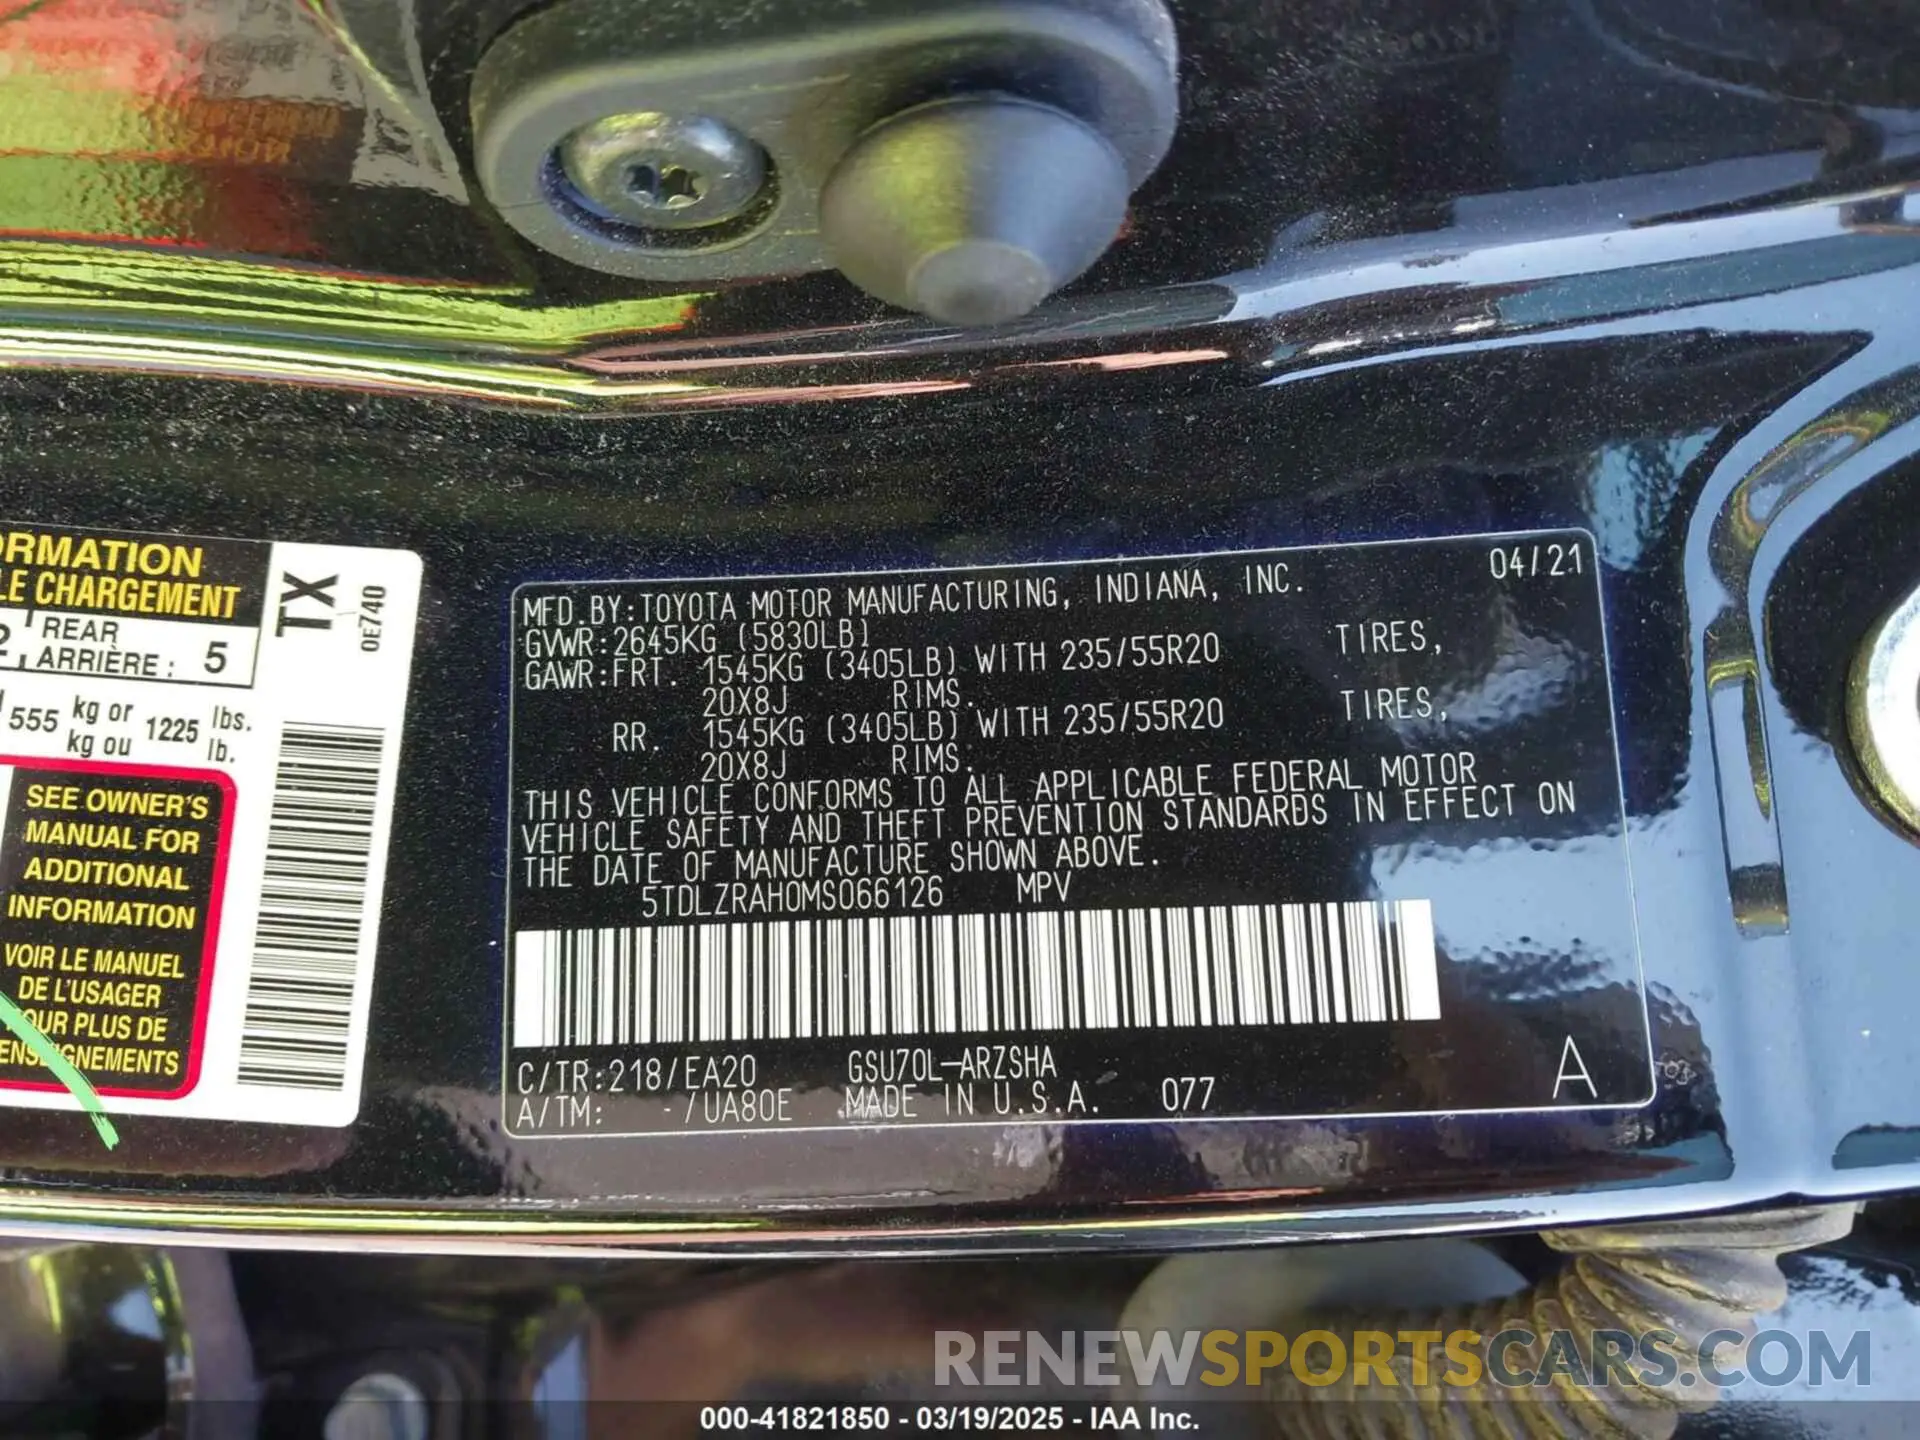 ORMATION
LE CHARGEMENT
2, REAR
ARRIÈRE : 5
555 kg or 1225 lbs.
kg ou lb.
SEE OWNER'S
MANUAL FOR
ADDITIONAL
INFORMATION
VOIR LE MANUEL
DE L'USAGER
OUR PLUS DE
TX
0E740
MFD.BY:TOYOTA MOTOR MANUFACTURING, INDIANA, INC. 04/21
GVWR:2645KG (5830LB)
GAWR:FRT. 1545KG (3405LB) WITH 235/55R20 TIRES,
20X8J RIMS.
RR. 1545KG (3405LB) WITH 235/55R20 TIRES,
20X8J RIMS.
THIS VEHICLE CONFORMS TO ALL APPLICABLE FEDERAL MOTOR
VEHICLE SAFETY AND THEFT PREVENTION STANDARDS IN EFFECT ON
THE DATE OF MANUFACTURE SHOWN ABOVE.
5TDLZRAH0MS066126 MPV
C/TR:218/EA20 GSU70L-ARZSHA
A/TM: -/UA80E MADE IN U.S.A. 077 A
RENEWSPORTSCARS.COM
000-41821850 - 03/19/2025 - IAA Inc.